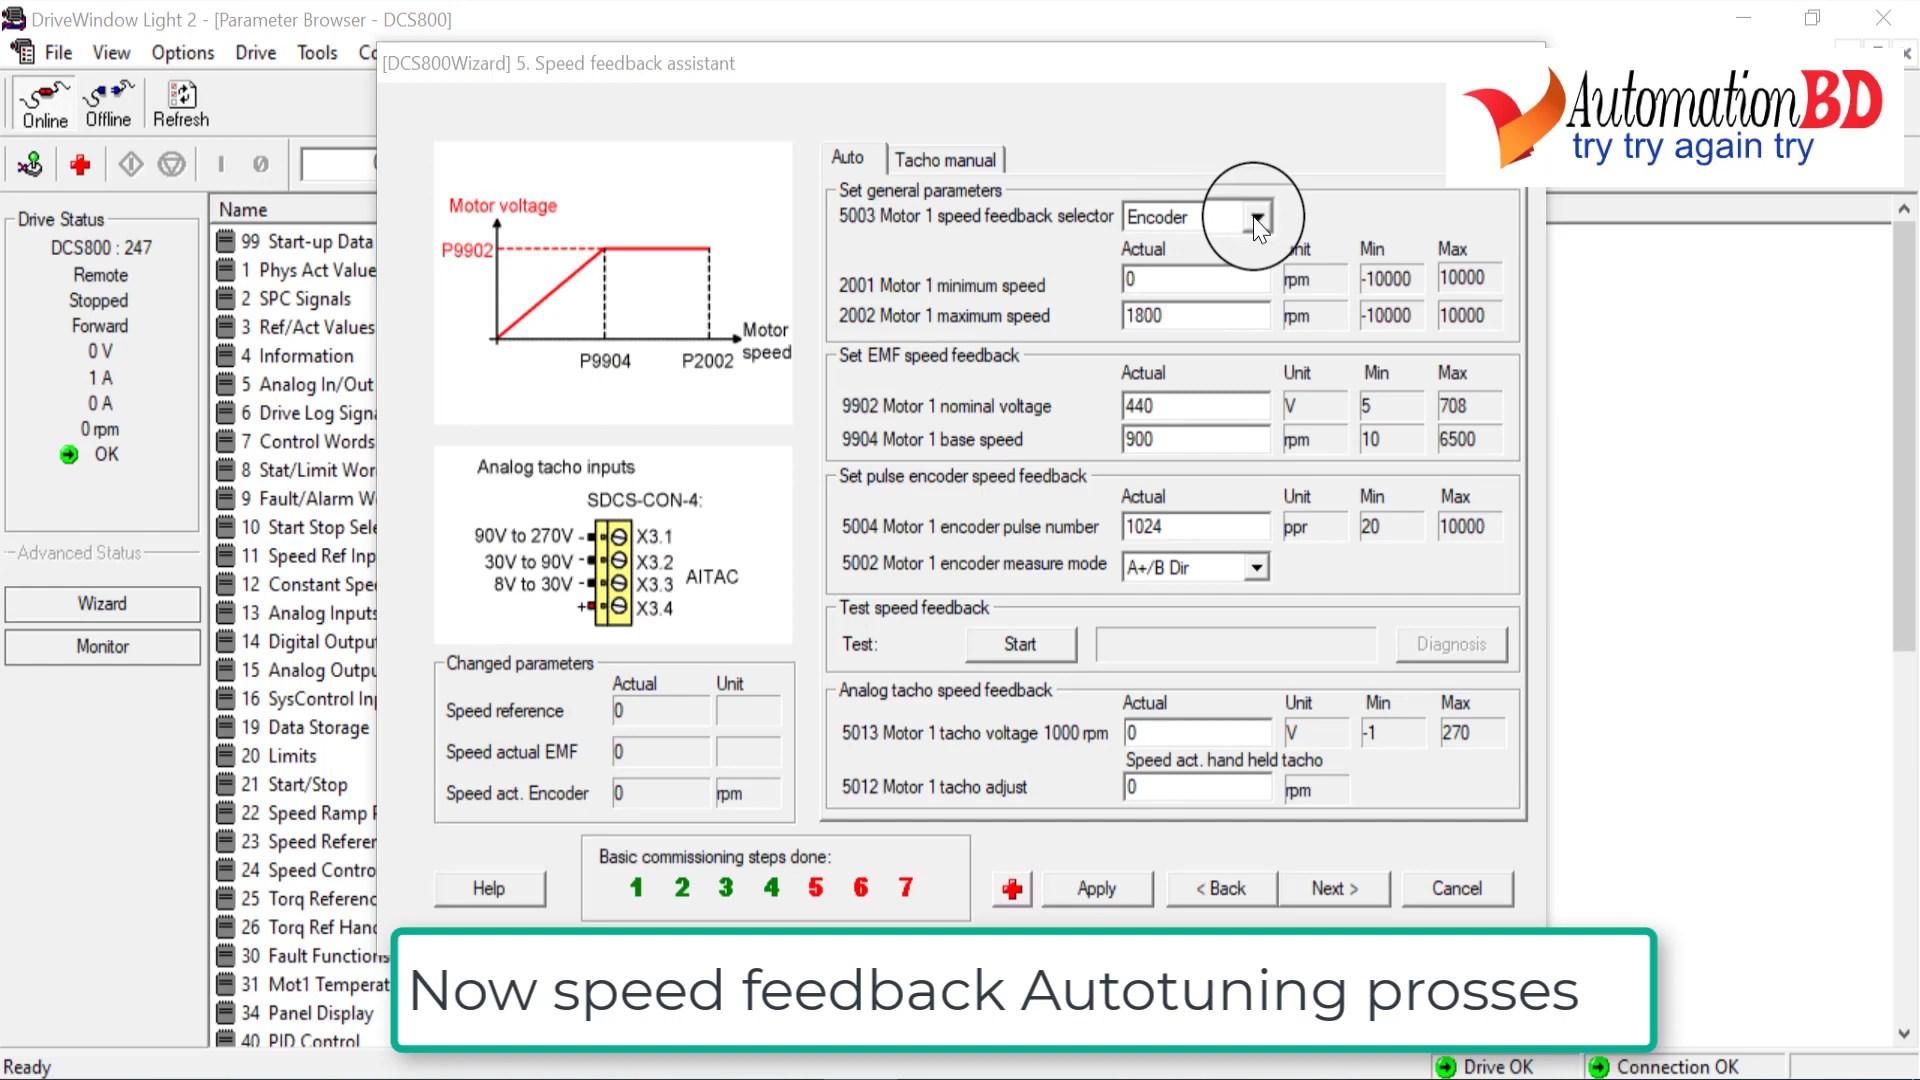 DriveWindow Light 2 - [Parameter Browser - DCS800]
File View Options Drive Tools
[DCS800Wizard] 5. Speed feedback assistant
Online Offline Refresh
AutomationBD
try try again try
Drive Status
DCS800 : 247
Remote
Stopped
Forward
0 V
1 A
0 A
0 rpm
OK
Advanced Status
Wizard
Monitor
Name
99 Start-up Data
1 Phys Act Value
2 SPC Signals
3 Ref/Act Values
4 Information
5 Analog In/Out
6 Drive Log Signa
7 Control Words
8 Stat/Limit Wor
9 Fault/Alarm W
10 Start Stop Sele
11 Speed Ref Inp
12 Constant Spee
13 Analog Inputs
14 Digital Output
15 Analog Outpu
16 SysControl Inp
19 Data Storage
20 Limits
21 Start/Stop
22 Speed Ramp F
23 Speed Referen
24 Speed Contro
25 Torq Referenc
26 Torq Ref Hand
30 Fault Functions
31 Mot1 Temperat
34 Panel Display
40 PID Control
Motor voltage
P9902
Motor
speed
P9904 P2002
Analog tacho inputs
SDCS-CON-4:
90V to 270V - X3.1
30V to 90V - X3.2
8V to 30V - X3.3
AITAC
+ X3.4
Changed parameters
Actual Unit
Speed reference 0
Speed actual EMF 0
Speed act. Encoder 0 rpm
Auto Tacho manual
Set general parameters
5003 Motor 1 speed feedback selector Encoder
Actual Unit Min Max
2001 Motor 1 minimum speed 0 rpm -10000 10000
2002 Motor 1 maximum speed 1800 rpm -10000 10000
Set EMF speed feedback
Actual Unit Min Max
9902 Motor 1 nominal voltage 440 V 5 708
9904 Motor 1 base speed 900 rpm 10 6500
Set pulse encoder speed feedback
Actual Unit Min Max
5004 Motor 1 encoder pulse number 1024 ppr 20 10000
5002 Motor 1 encoder measure mode A+/B Dir
Test speed feedback
Test: Start Diagnosis
Analog tacho speed feedback
Actual Unit Min Max
5013 Motor 1 tacho voltage 1000 rpm 0 V -1 270
Speed act. hand held tacho
5012 Motor 1 tacho adjust 0 rpm
Basic commissioning steps done:
1 2 3 4 5 6 7
Help Apply < Back Next > Cancel
Now speed feedback Autotuning prosses
Ready Drive OK Connection OK